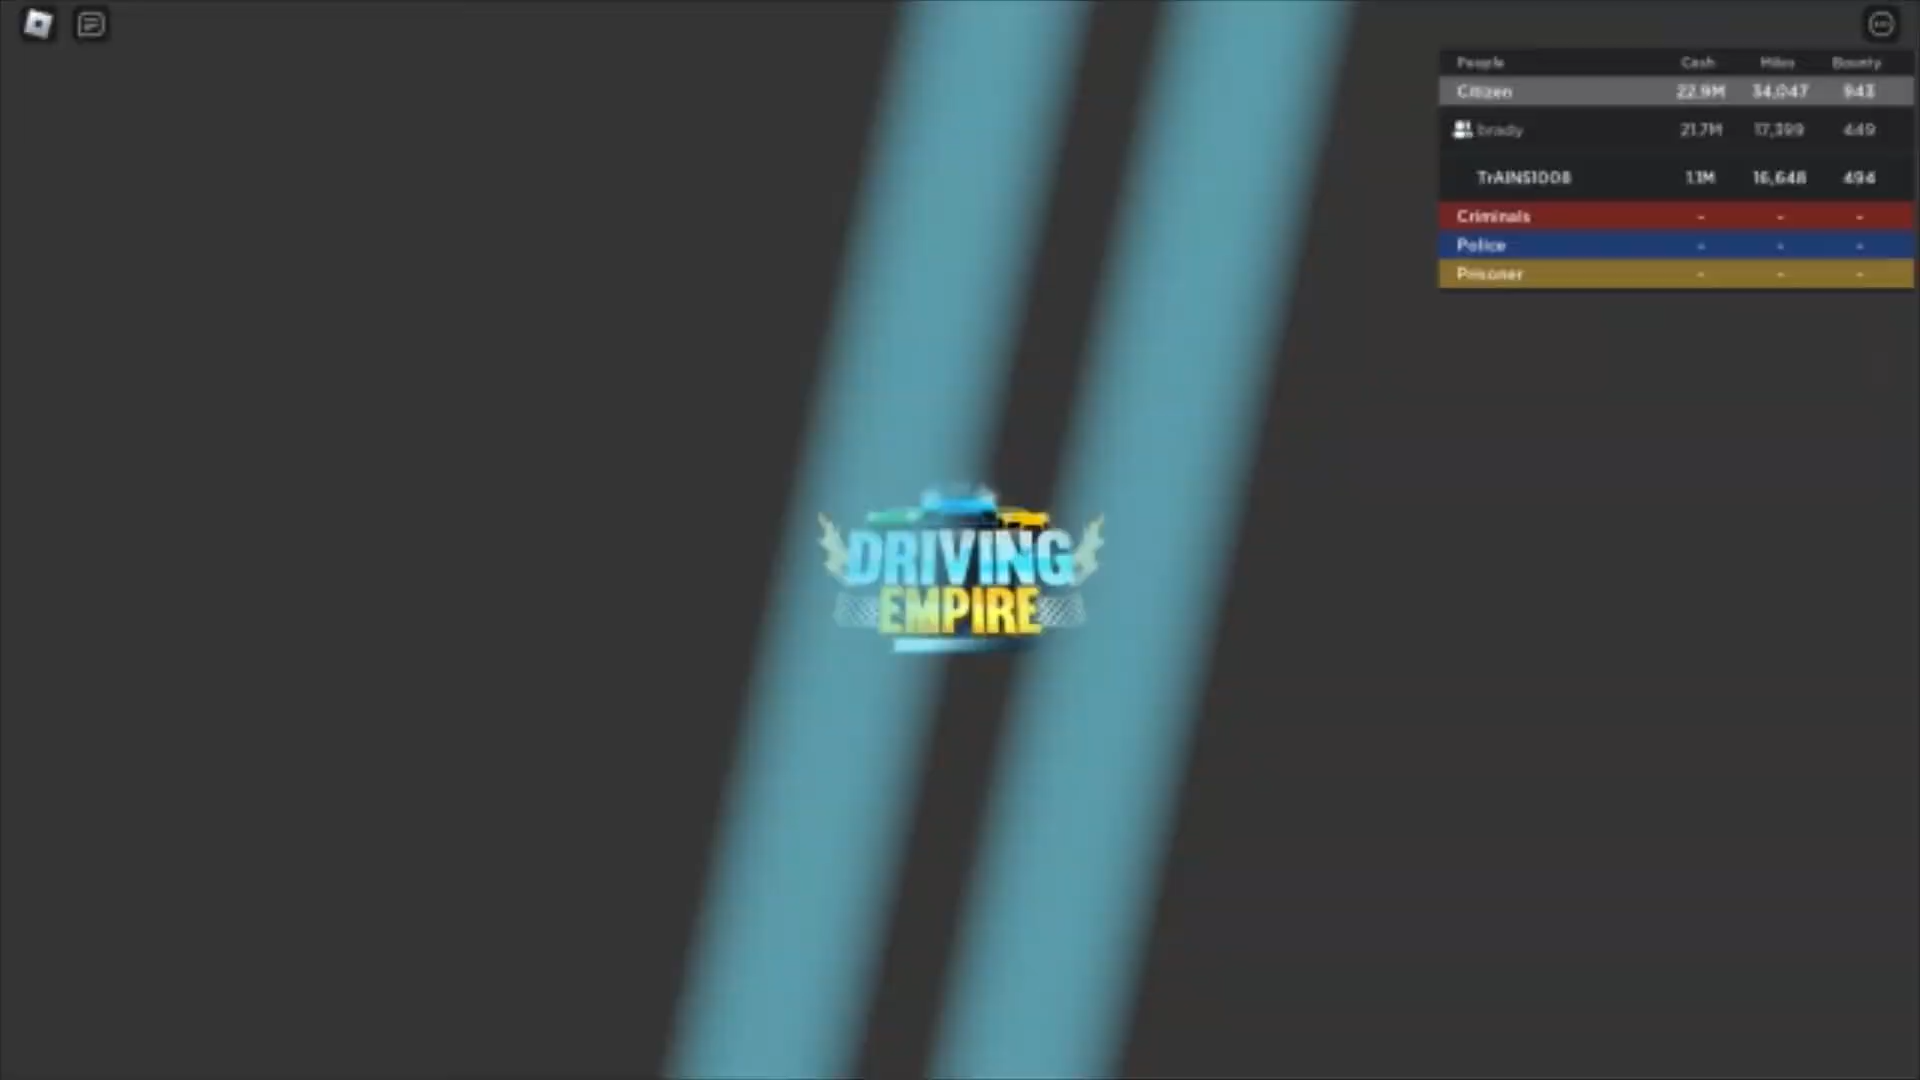 People Cash Miles Bounty
Citizen 22.9M 34,047 943
brady 21.7M 17,399 449
TrAINS1008 1.1M 16,648 494
Criminals - - -
Police - - -
Prisoner - - -
DRIVING
EMPIRE